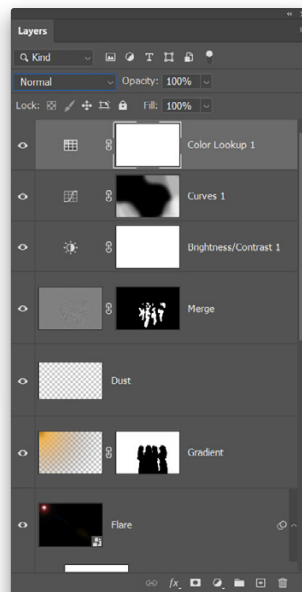 Layers
Kind
Normal Opacity: 100%
Lock: Fill: 100%
Color Lookup 1
Curves 1
Brightness/Contrast 1
Merge
Dust
Gradient
Flare
fx